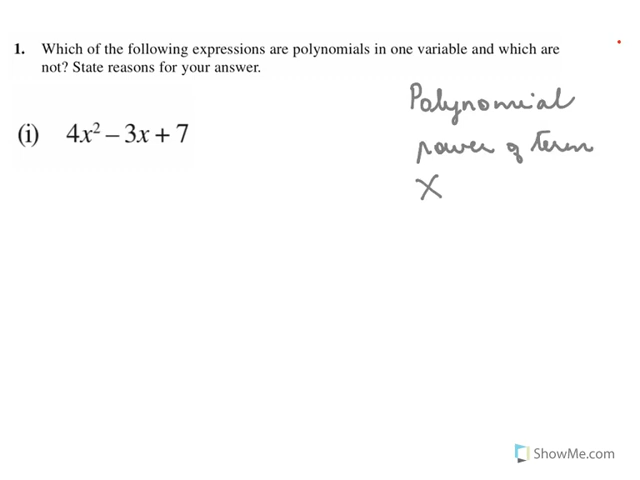 1. Which of the following expressions are polynomials in one variable and which are
not? State reasons for your answer.
Polynomial
(i) 4x² – 3x + 7
power of term
X
ShowMe.com